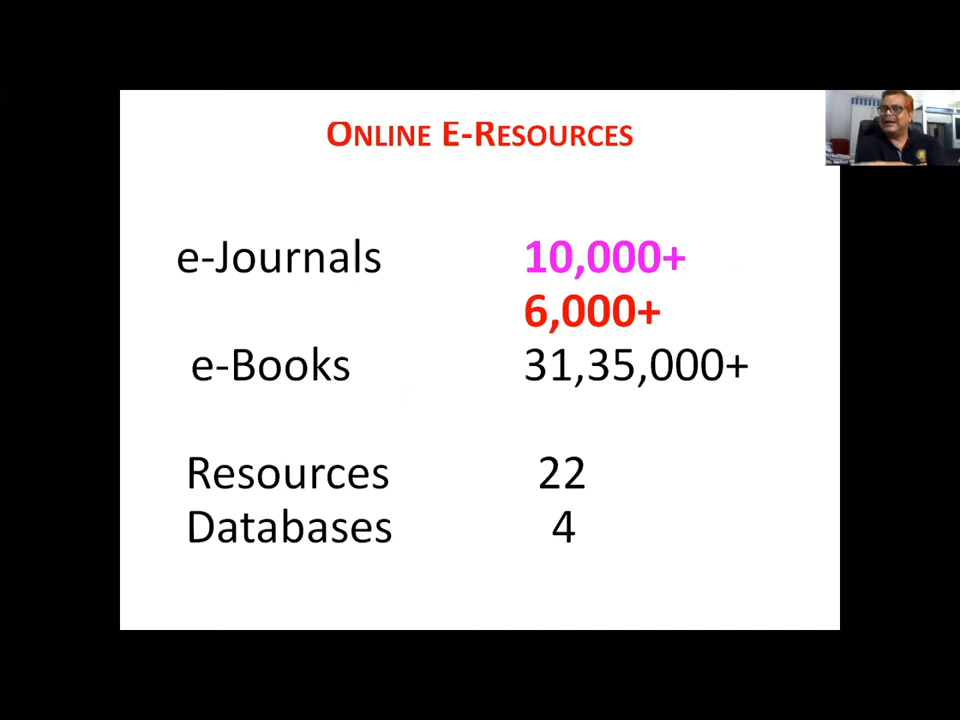 ONLINE E-RESOURCES
e-Journals 10,000+
6,000+
e-Books 31,35,000+
Resources 22
Databases 4